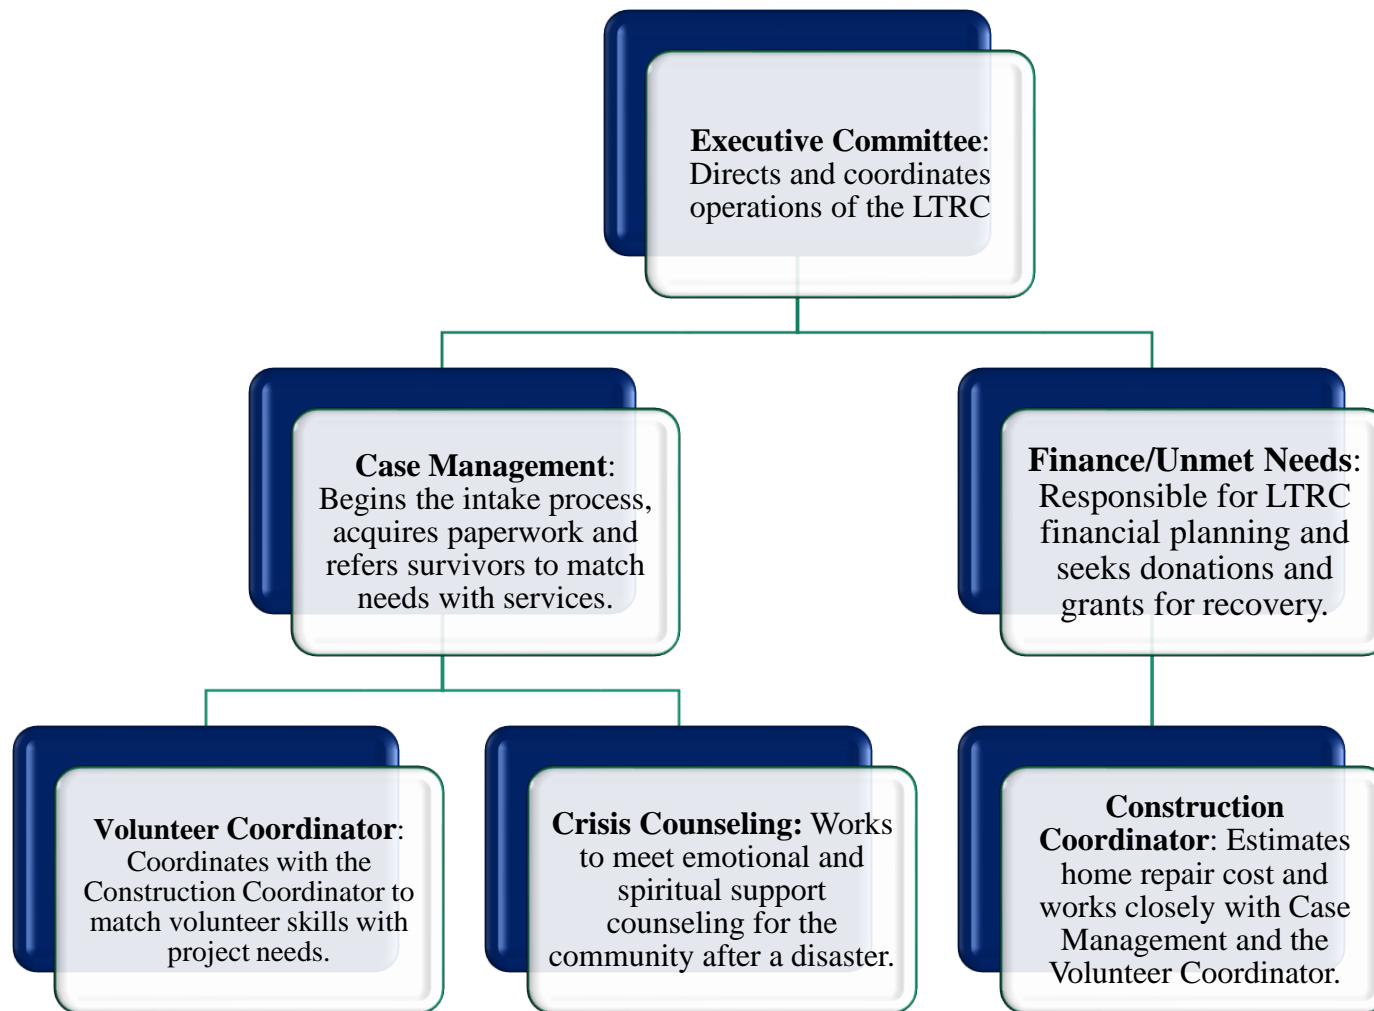 Executive Committee:
Directs and coordinates
operations of the LTRC
Case Management:
Begins the intake process,
acquires paperwork and
refers survivors to match
needs with services.
Finance/Unmet Needs:
Responsible for LTRC
financial planning and
seeks donations and
grants for recovery.
Volunteer Coordinator:
Coordinates with the
Construction Coordinator to
match volunteer skills with
project needs.
Crisis Counseling: Works
to meet emotional and
spiritual support
counseling for the
community after a disaster.
Construction
Coordinator: Estimates
home repair cost and
works closely with Case
Management and the
Volunteer Coordinator.